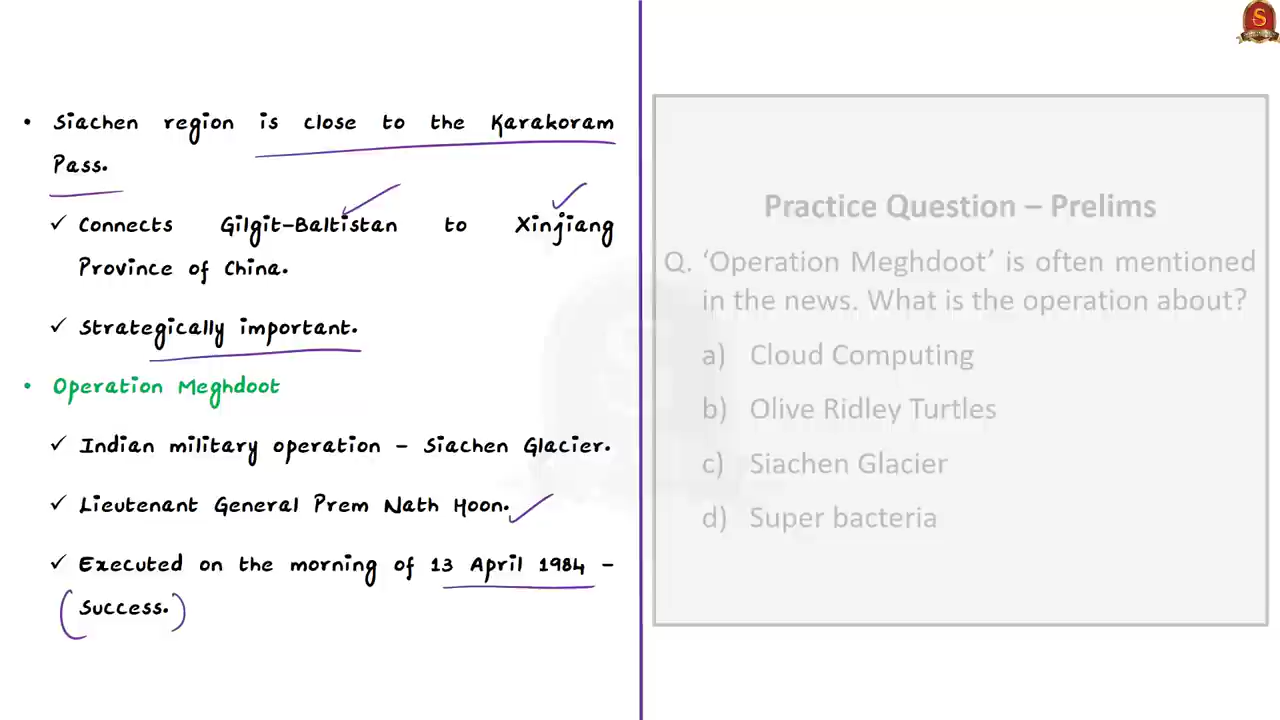 • Siachen region is close to the Karakoram
Pass.
✓ Connects Gilgit-Baltistan to Xinjiang
Province of China.
✓ Strategically important.
• Operation Meghdoot
✓ Indian military operation – Siachen Glacier.
✓ Lieutenant General Prem Nath Hoon.
✓ Executed on the morning of 13 April 1984 –
Success.
S
Practice Question – Prelims
Q. ‘Operation Meghdoot’ is often mentioned
in the news. What is the operation about?
a) Cloud Computing
b) Olive Ridley Turtles
c) Siachen Glacier
d) Super bacteria